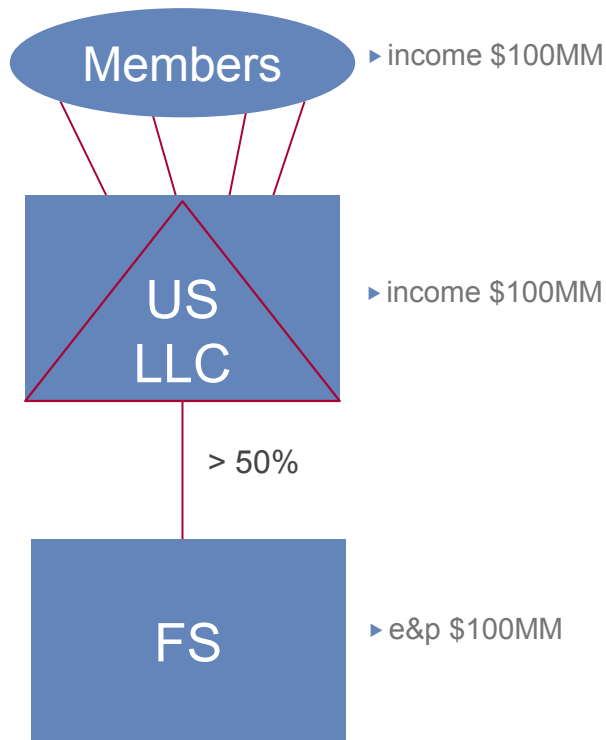 Members
▸ income $100MM
US
LLC
▸ income $100MM
> 50%
FS
▸ e&p $100MM